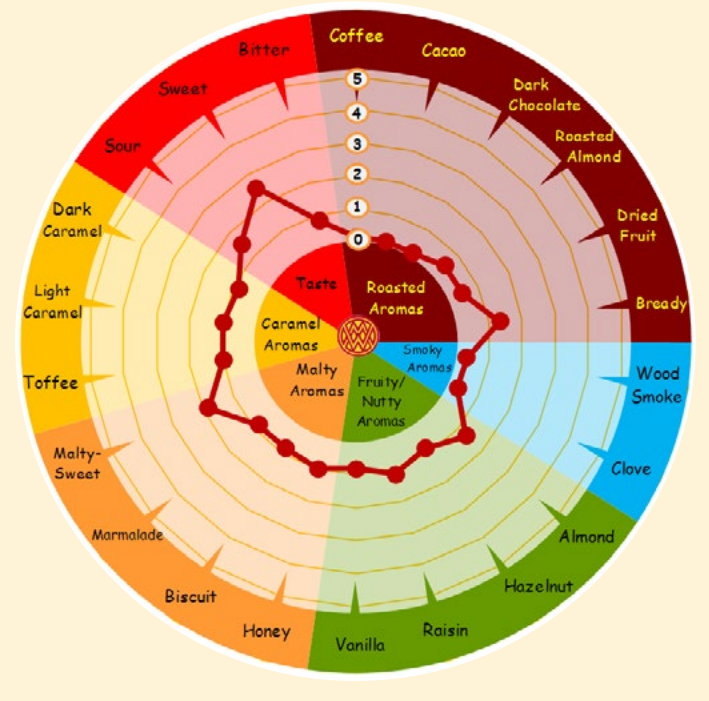 Coffee
Cacao
Dark
Chocolate
Roasted
Almond
Dried
Fruit
Bready
Wood
Smoke
Clove
Almond
Hazelnut
Raisin
Vanilla
Honey
Biscuit
Marmalade
Malty-
Sweet
Toffee
Light
Caramel
Dark
Caramel
Sour
Sweet
Bitter
5
4
3
2
1
0
Taste
Roasted
Aromas
Caramel
Aromas
Smoky
Aromas
Malty
Aromas
Fruity/
Nutty
Aromas